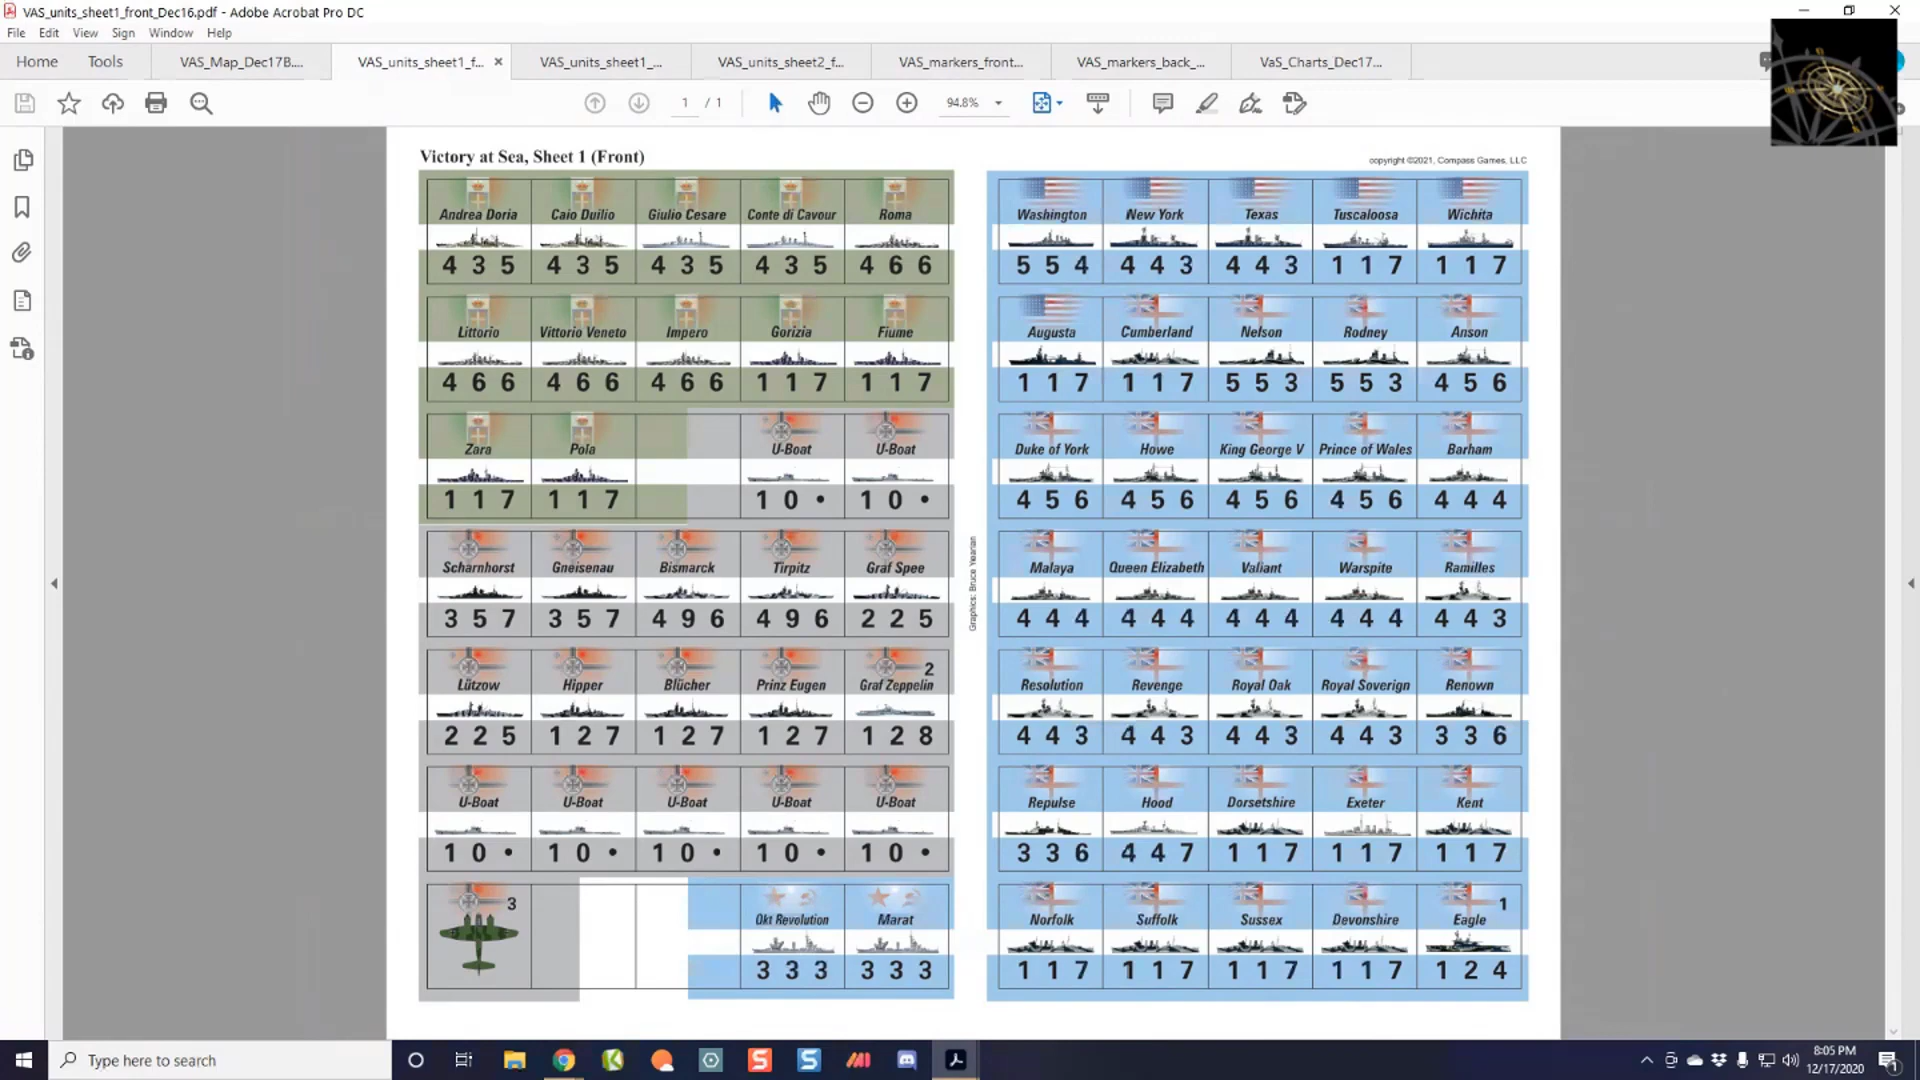 VAS_units_sheet1_front_Dec16.pdf - Adobe Acrobat Pro DC
File Edit View Sign Window Help
Home Tools VAS_Map_Dec17B.... VAS_units_sheet1_f... × VAS_units_sheet1_... VAS_units_sheet2_f... VAS_markers_front... VAS_markers_back_... VaS_Charts_Dec17...
1 / 1 94.8%
Victory at Sea, Sheet 1 (Front)
copyright ©2021, Compass Games, LLC
Andrea Doria Caio Duilio Giulio Cesare Conte di Cavour Roma
4 3 5 4 3 5 4 3 5 4 3 5 4 6 6
Littorio Vittorio Veneto Impero Gorizia Fiume
4 6 6 4 6 6 4 6 6 1 1 7 1 1 7
Zara Pola U-Boat U-Boat
1 1 7 1 1 7 1 0 • 1 0 •
Scharnhorst Gneisenau Bismarck Tirpitz Graf Spee
3 5 7 3 5 7 4 9 6 4 9 6 2 2 5
2
Lützow Hipper Blücher Prinz Eugen Graf Zeppelin
2 2 5 1 2 7 1 2 7 1 2 7 1 2 8
U-Boat U-Boat U-Boat U-Boat U-Boat
1 0 • 1 0 • 1 0 • 1 0 • 1 0 •
3
Okt Revolution Marat
3 3 3 3 3 3
Graphics: Bruce Yearian
Washington New York Texas Tuscaloosa Wichita
5 5 4 4 4 3 4 4 3 1 1 7 1 1 7
Augusta Cumberland Nelson Rodney Anson
1 1 7 1 1 7 5 5 3 5 5 3 4 5 6
Duke of York Howe King George V Prince of Wales Barham
4 5 6 4 5 6 4 5 6 4 5 6 4 4 4
Malaya Queen Elizabeth Valiant Warspite Ramilles
4 4 4 4 4 4 4 4 4 4 4 4 4 4 3
Resolution Revenge Royal Oak Royal Soverign Renown
4 4 3 4 4 3 4 4 3 4 4 3 3 3 6
Repulse Hood Dorsetshire Exeter Kent
3 3 6 4 4 7 1 1 7 1 1 7 1 1 7
1
Norfolk Suffolk Sussex Devonshire Eagle
1 1 7 1 1 7 1 1 7 1 1 7 1 2 4
Type here to search
8:05 PM
12/17/2020
1